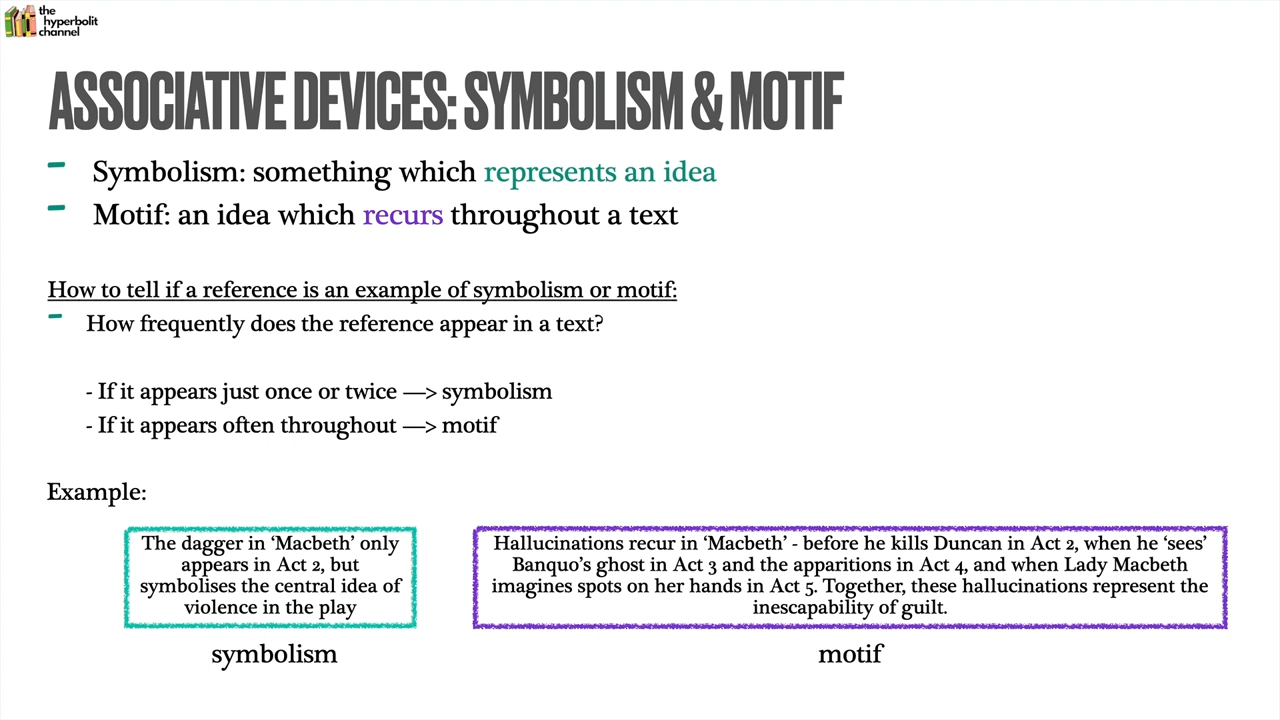 the
hyperbolit
channel
ASSOCIATIVE DEVICES: SYMBOLISM & MOTIF
- Symbolism: something which represents an idea
- Motif: an idea which recurs throughout a text
How to tell if a reference is an example of symbolism or motif:
- How frequently does the reference appear in a text?
- If it appears just once or twice —> symbolism
- If it appears often throughout —> motif
Example:
The dagger in ‘Macbeth’ only
appears in Act 2, but
symbolises the central idea of
violence in the play
symbolism
Hallucinations recur in ‘Macbeth’ - before he kills Duncan in Act 2, when he ‘sees’
Banquo’s ghost in Act 3 and the apparitions in Act 4, and when Lady Macbeth
imagines spots on her hands in Act 5. Together, these hallucinations represent the
inescapability of guilt.
motif